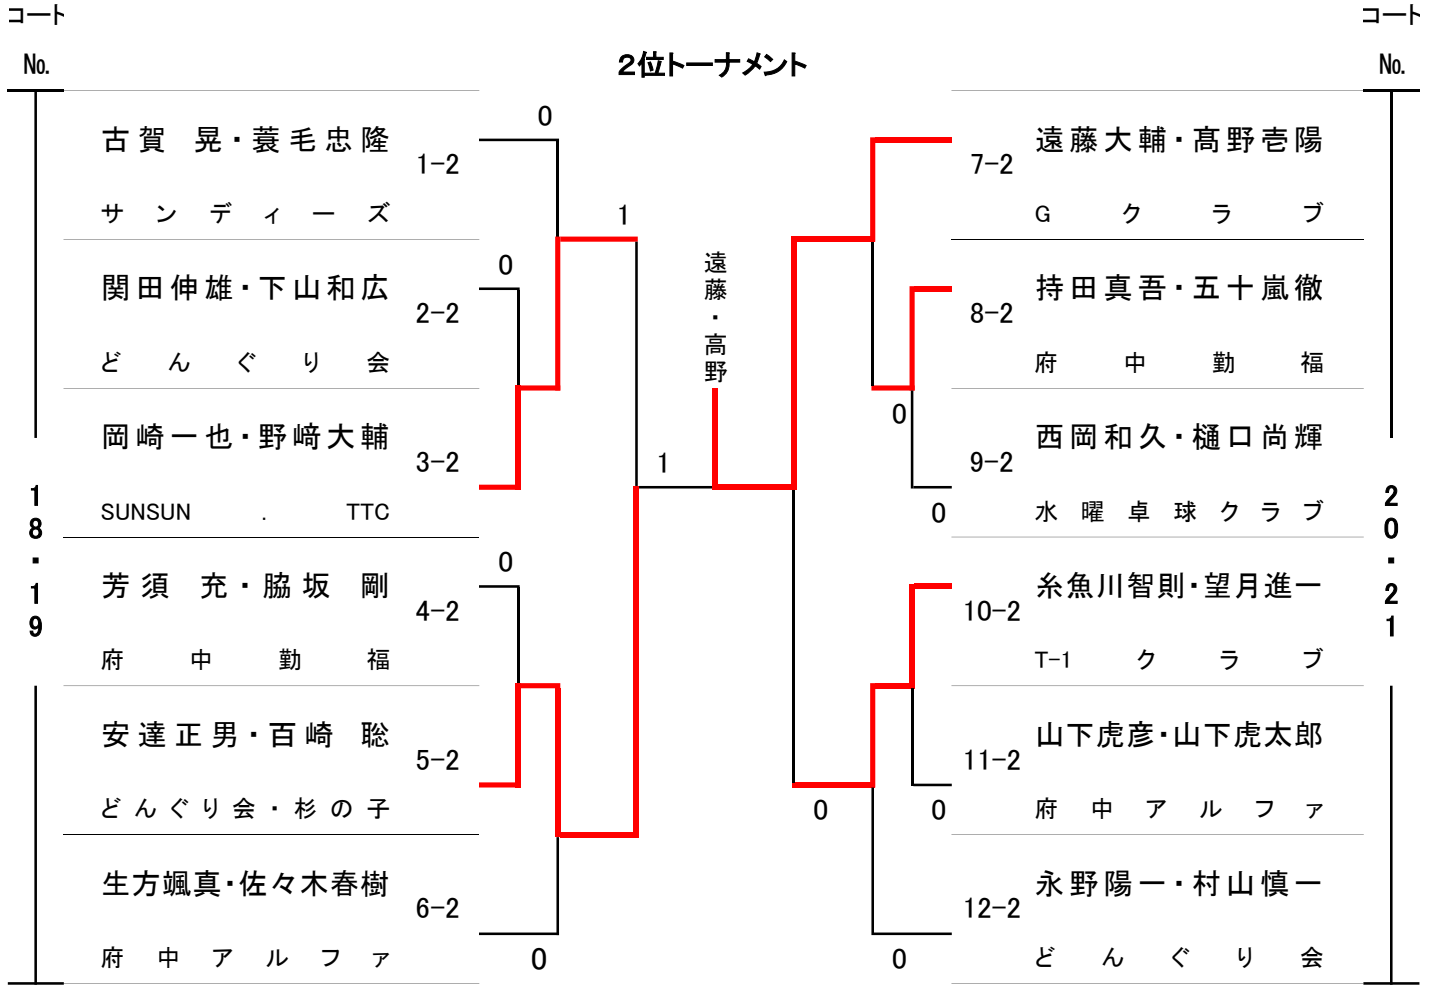 コート
コート
No.
２位トーナメント
No.
古賀　晃・蓑毛忠隆
1-2
サンディーズ
0
関田伸雄・下山和広
2-2
どんぐり会
0
1
岡崎一也・野﨑大輔
3-2
SUNSUN . TTC
芳須　充・脇坂　剛
4-2
府中勤福
0
安達正男・百崎　聡
5-2
どんぐり会・杉の子
生方颯真・佐々木春樹
6-2
府中アルファ
0
18・19
1
遠藤・高野
遠藤大輔・髙野壱陽
7-2
Gクラブ
持田真吾・五十嵐徹
8-2
府中勤福
0
西岡和久・樋口尚輝
9-2
水曜卓球クラブ
0
糸魚川智則・望月進一
10-2
T-1クラブ
山下虎彦・山下虎太郎
11-2
府中アルファ
0
0
永野陽一・村山慎一
12-2
どんぐり会
0
20・21